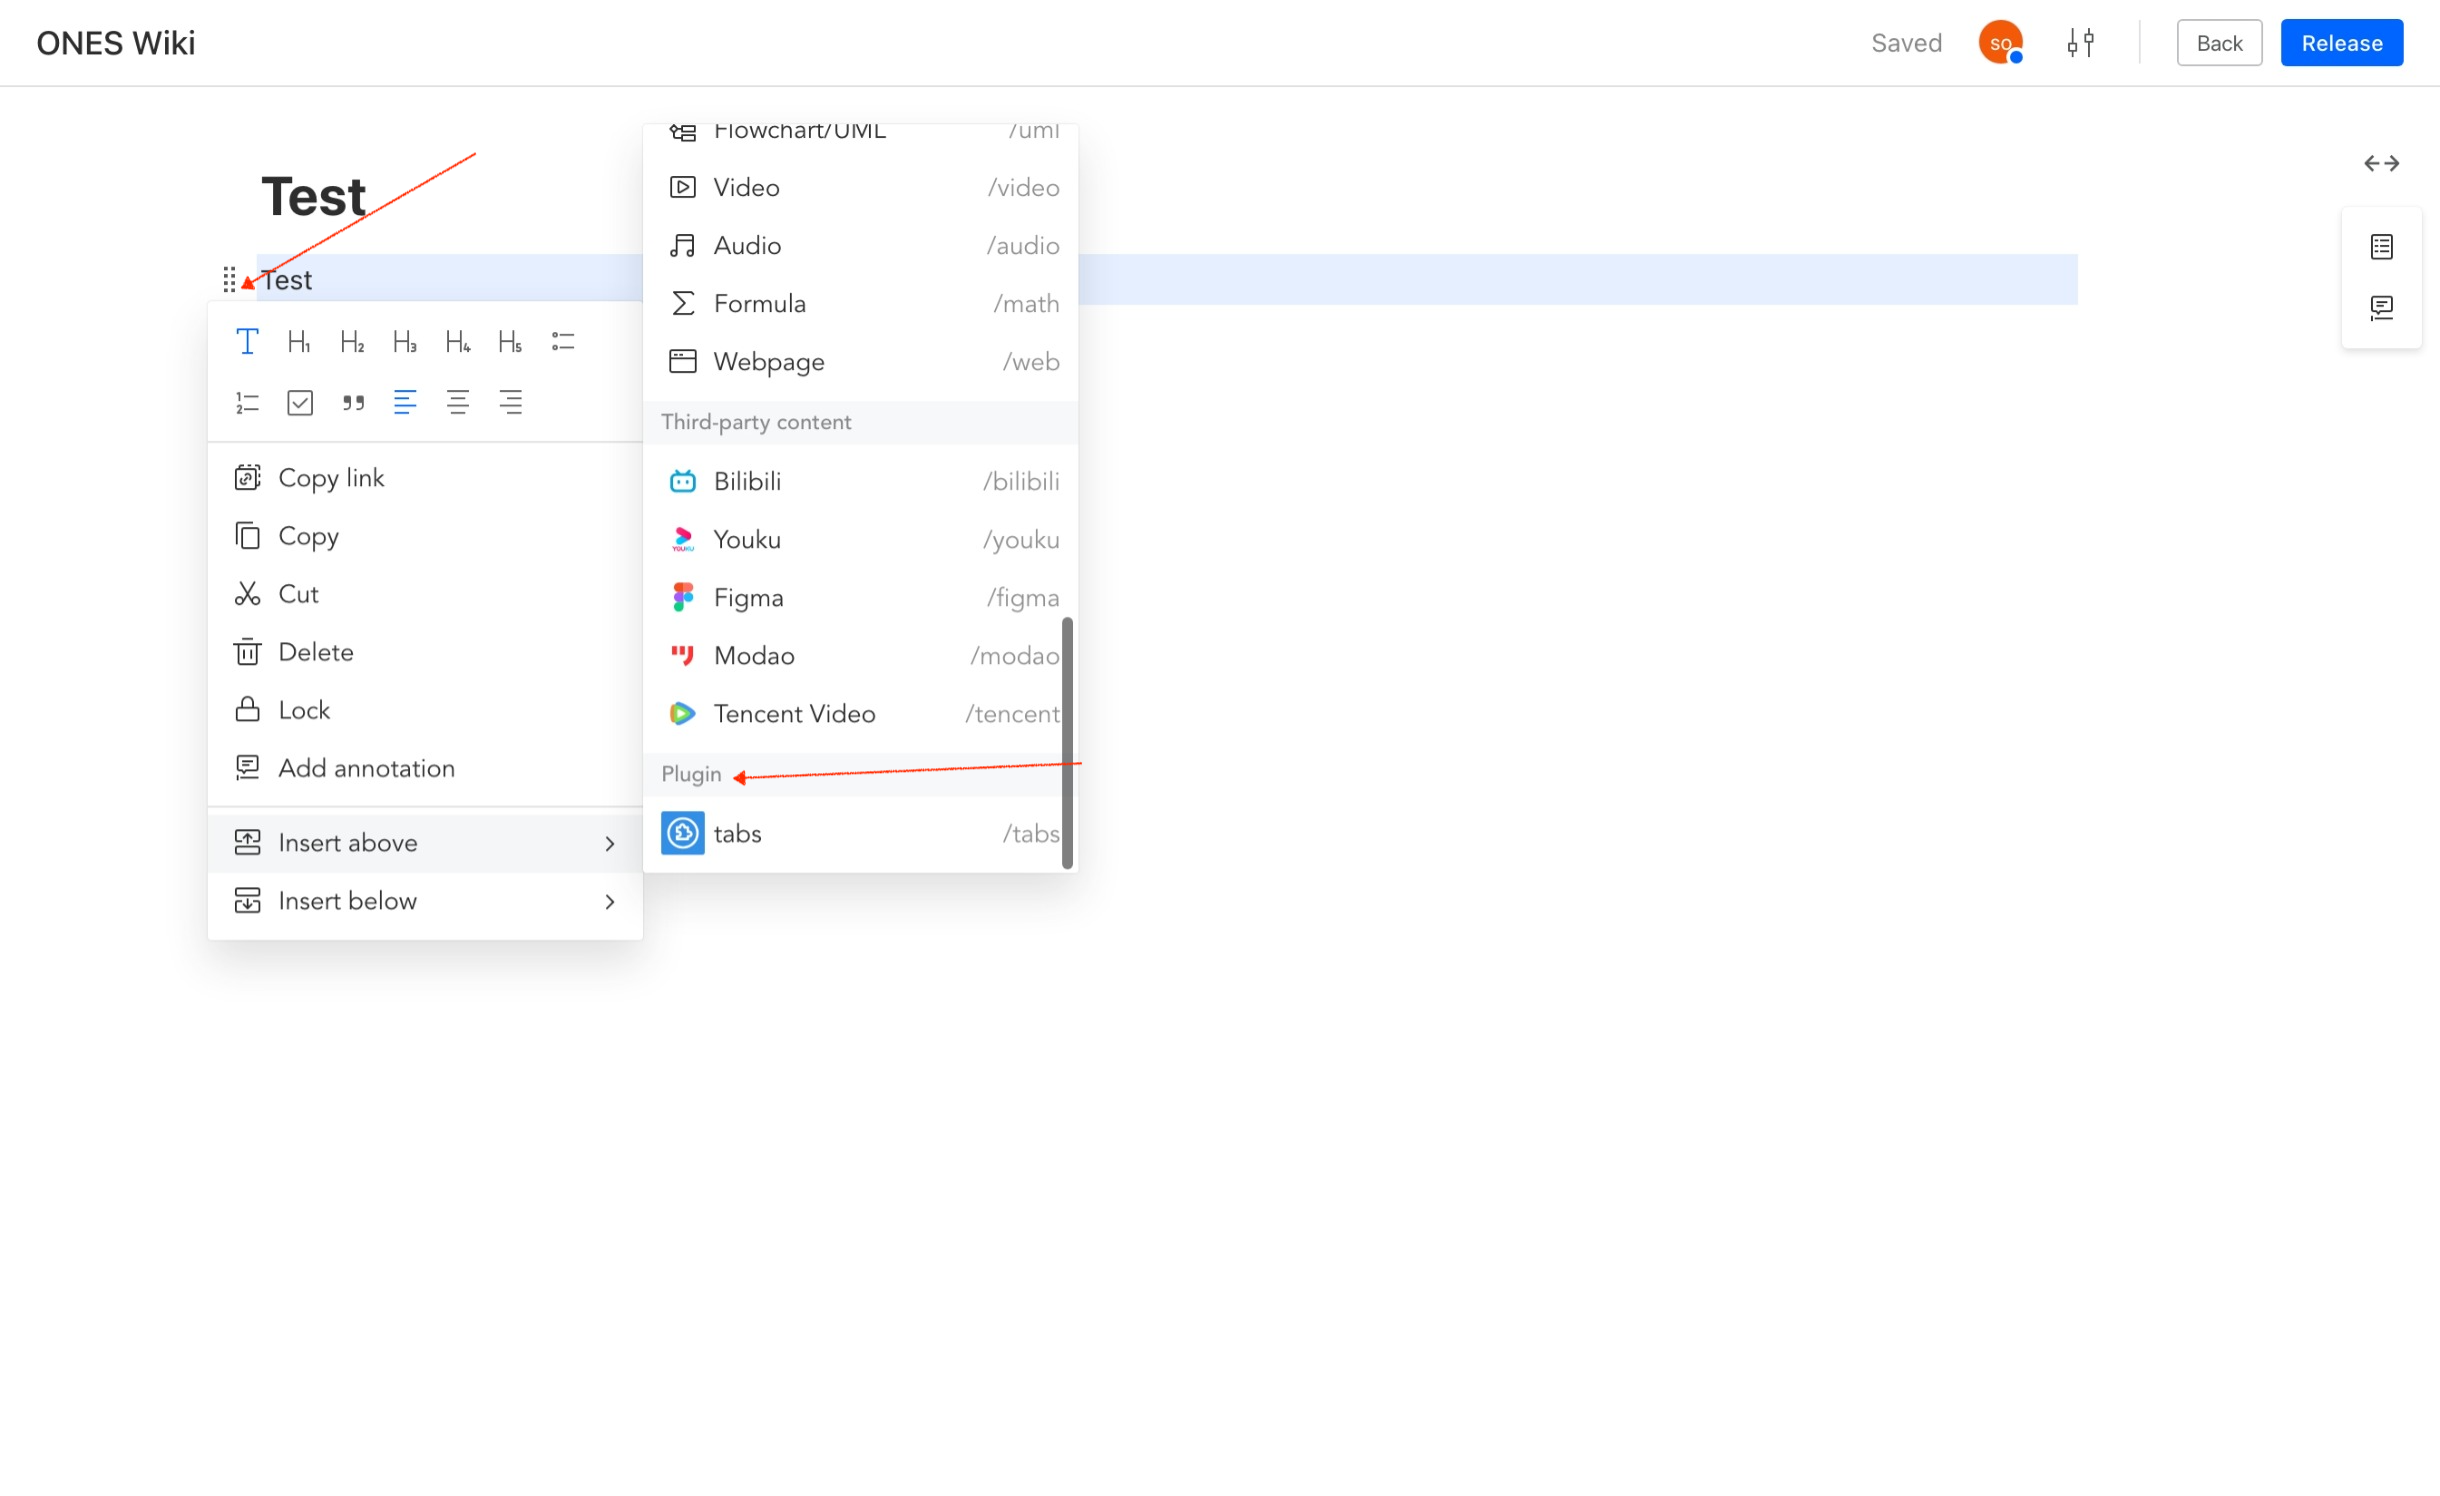 ONES Wiki
Saved
SO
Back
Release
Test
Test
T H1 H2 H3 H4 H5
Copy link
Copy
Cut
Delete
Lock
Add annotation
Insert above
Insert below
Flowchart/UML /uml
Video /video
Audio /audio
Formula /math
Webpage /web
Third-party content
Bilibili /bilibili
YOUKU Youku /youku
Figma /figma
Modao /modao
Tencent Video /tencent
Plugin
tabs /tabs